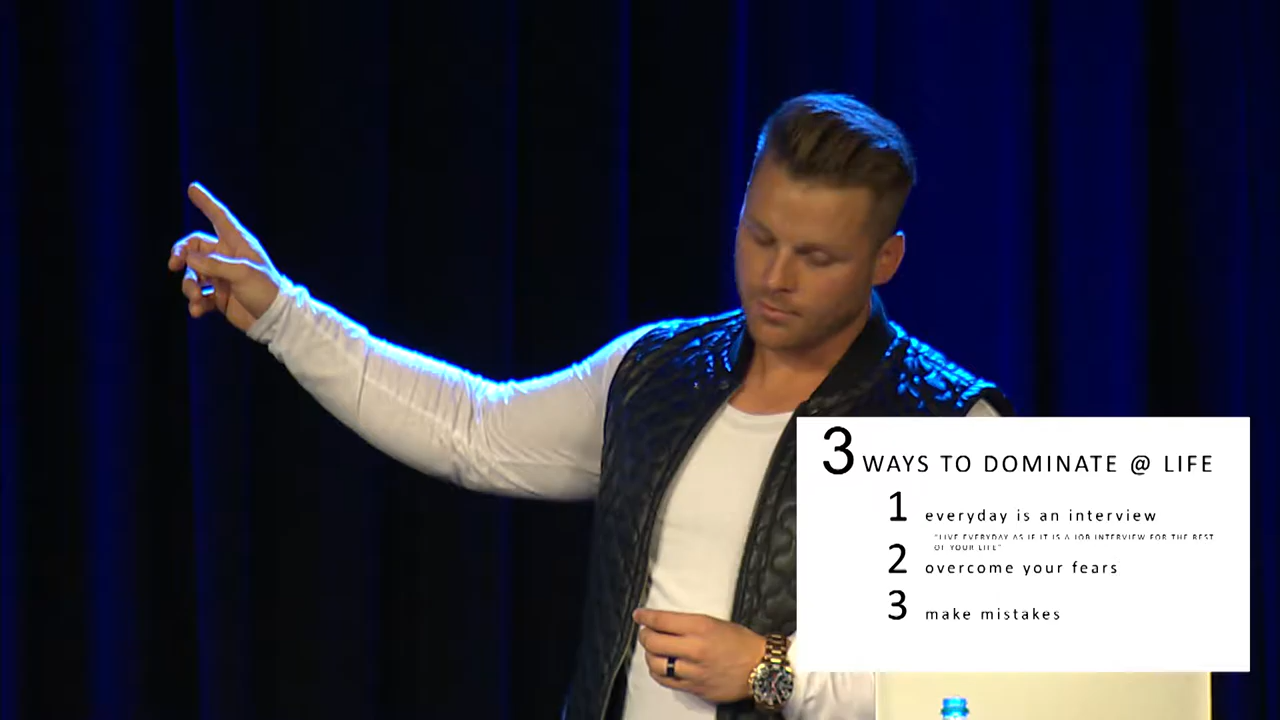 3 WAYS TO DOMINATE @ LIFE
1 everyday is an interview
"LIVE EVERYDAY AS IF IT IS A JOB INTERVIEW FOR THE REST
OF YOUR LIFE"
2 overcome your fears
3 make mistakes